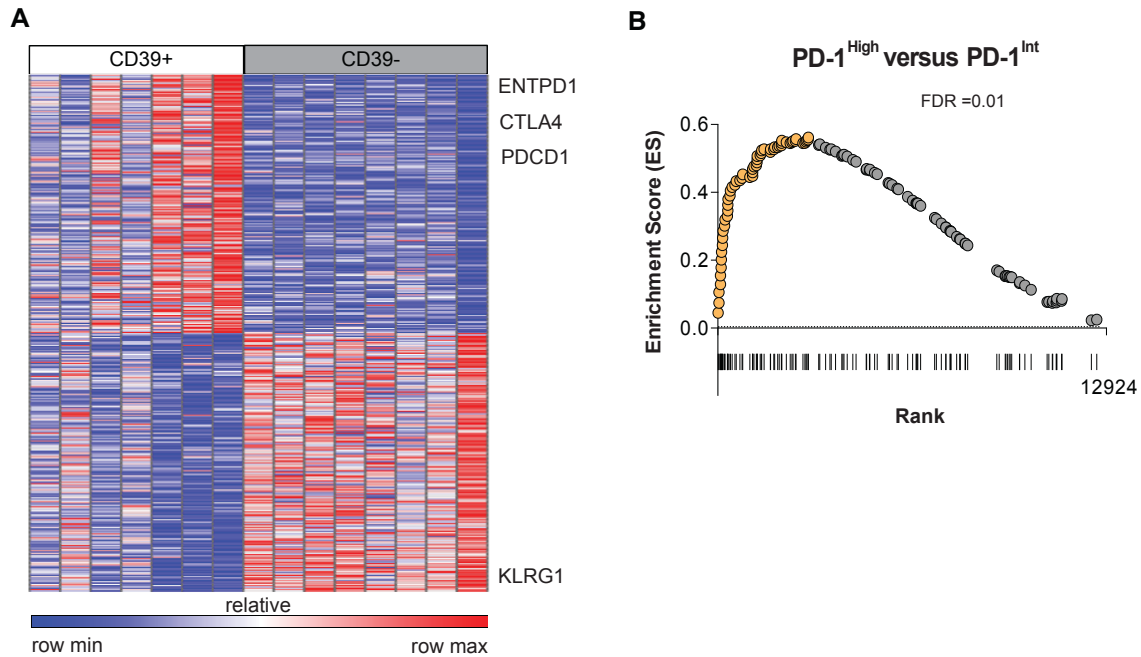 A
CD39+ CD39-
ENTPD1
CTLA4
PDCD1
KLRG1
relative
row min row max
B
PD-1High versus PD-1Int
FDR =0.01
Enrichment Score (ES)
0.6
0.4
0.2
0.0
12924
Rank